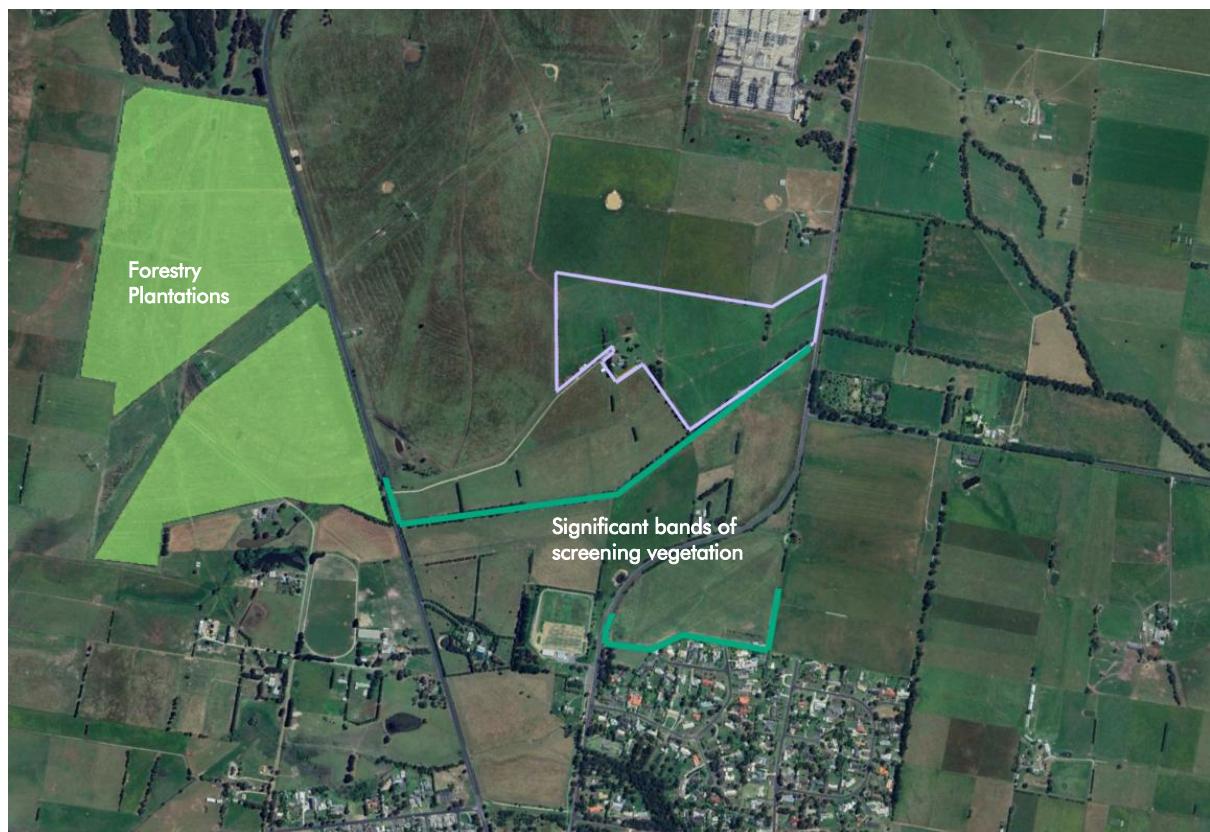 Forestry
Plantations
Significant bands of
screening vegetation